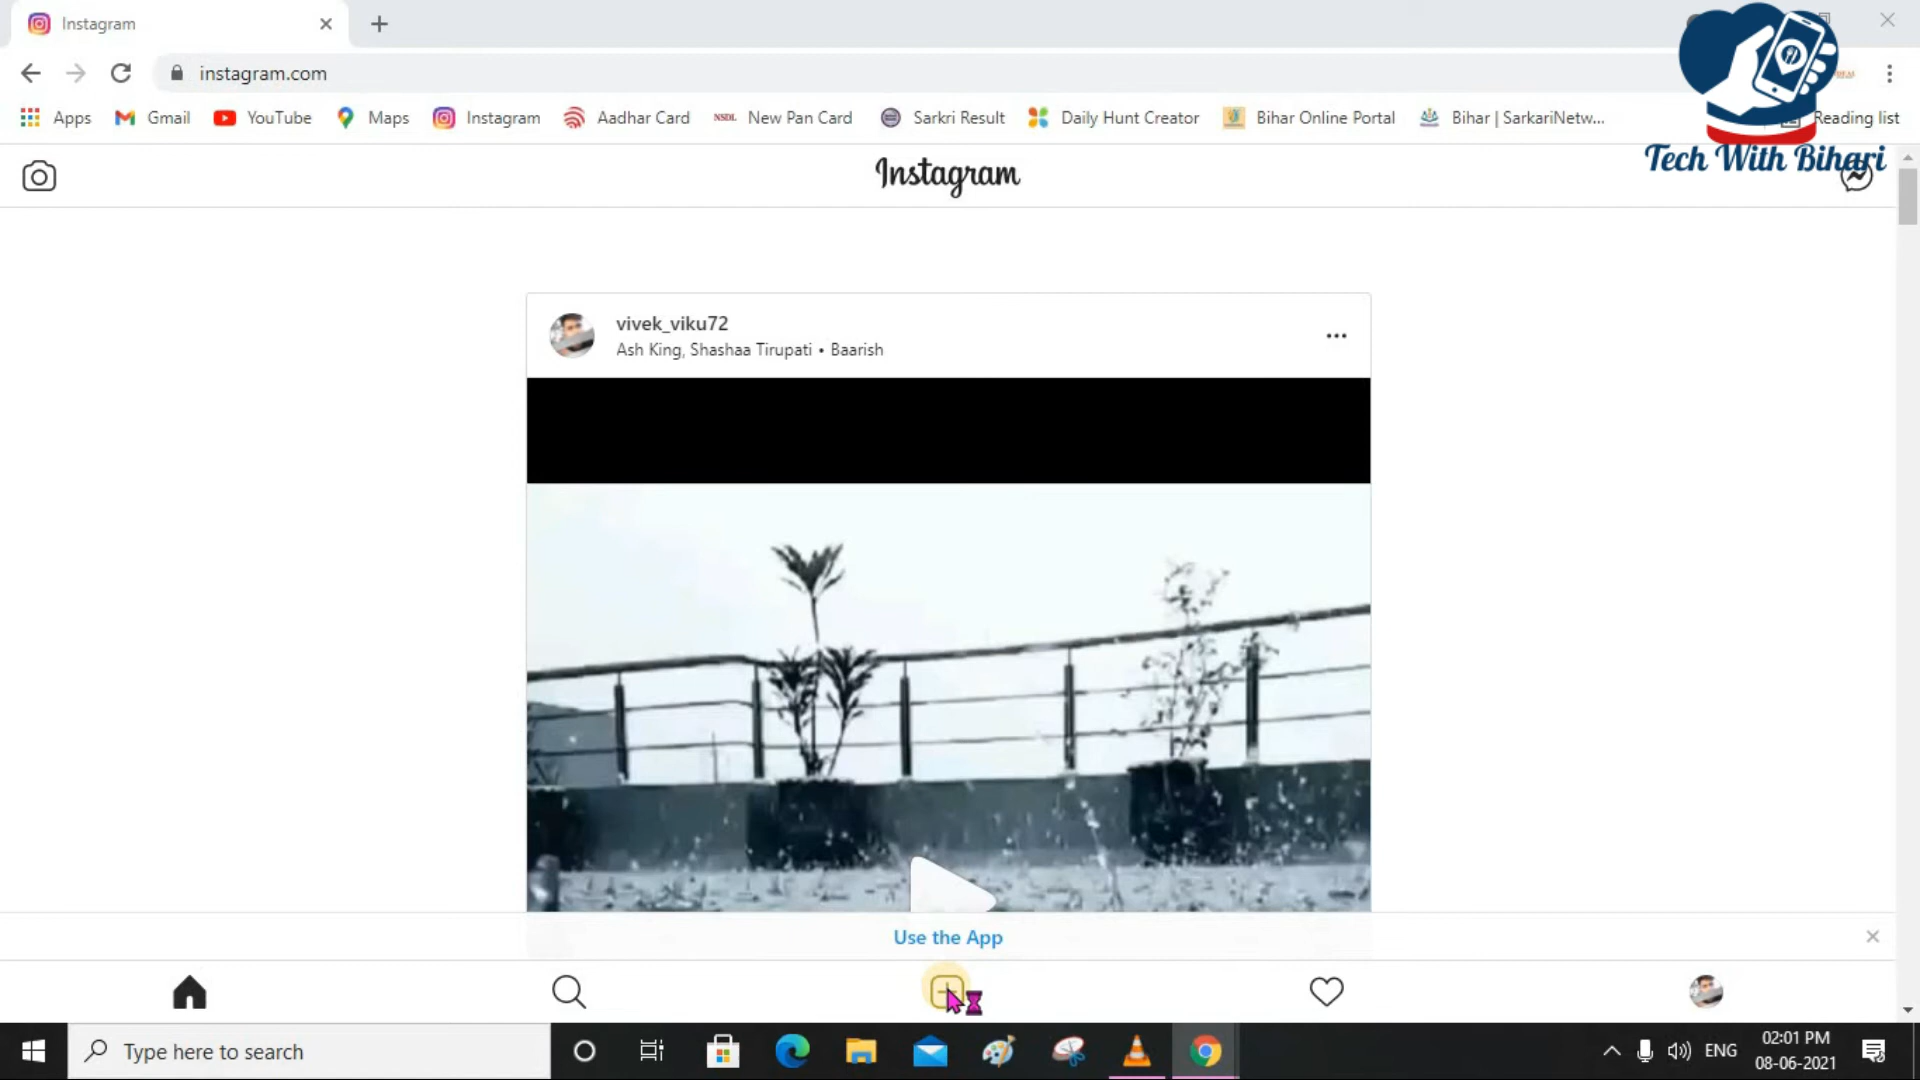 Instagram
instagram.com
Apps Gmail YouTube Maps Instagram Aadhar Card NSDL New Pan Card Sarkri Result Daily Hunt Creator Bihar Online Portal Bihar | SarkariNetw... Reading list
Tech With Bihari
Instagram
vivek_viku72
Ash King, Shashaa Tirupati • Baarish
Use the App
Type here to search
ENG
02:01 PM
08-06-2021